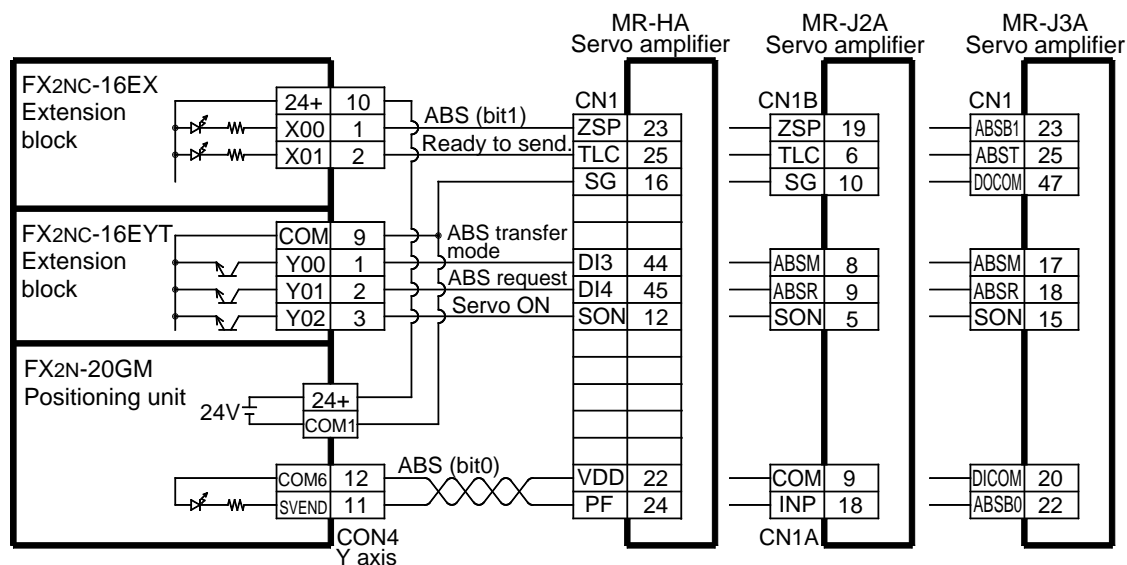 MR-HA
Servo amplifier
MR-J2A
Servo amplifier
MR-J3A
Servo amplifier
FX2NC-16EX
Extension
block
24+ 10
X00 1
X01 2
ABS (bit1)
Ready to send.
CN1
ZSP 23
TLC 25
SG 16
CN1B
ZSP 19
TLC 6
SG 10
CN1
ABSB1 23
ABST 25
DOCOM 47
FX2NC-16EYT
Extension
block
COM 9
Y00 1
Y01 2
Y02 3
ABS transfer
mode
ABS request
Servo ON
DI3 44
DI4 45
SON 12
ABSM 8
ABSR 9
SON 5
ABSM 17
ABSR 18
SON 15
FX2N-20GM
Positioning unit
24V
24+
COM1
COM6 12
SVEND 11
ABS (bit0)
VDD 22
PF 24
COM 9
INP 18
CN1A
DICOM 20
ABSB0 22
CON4
Y axis